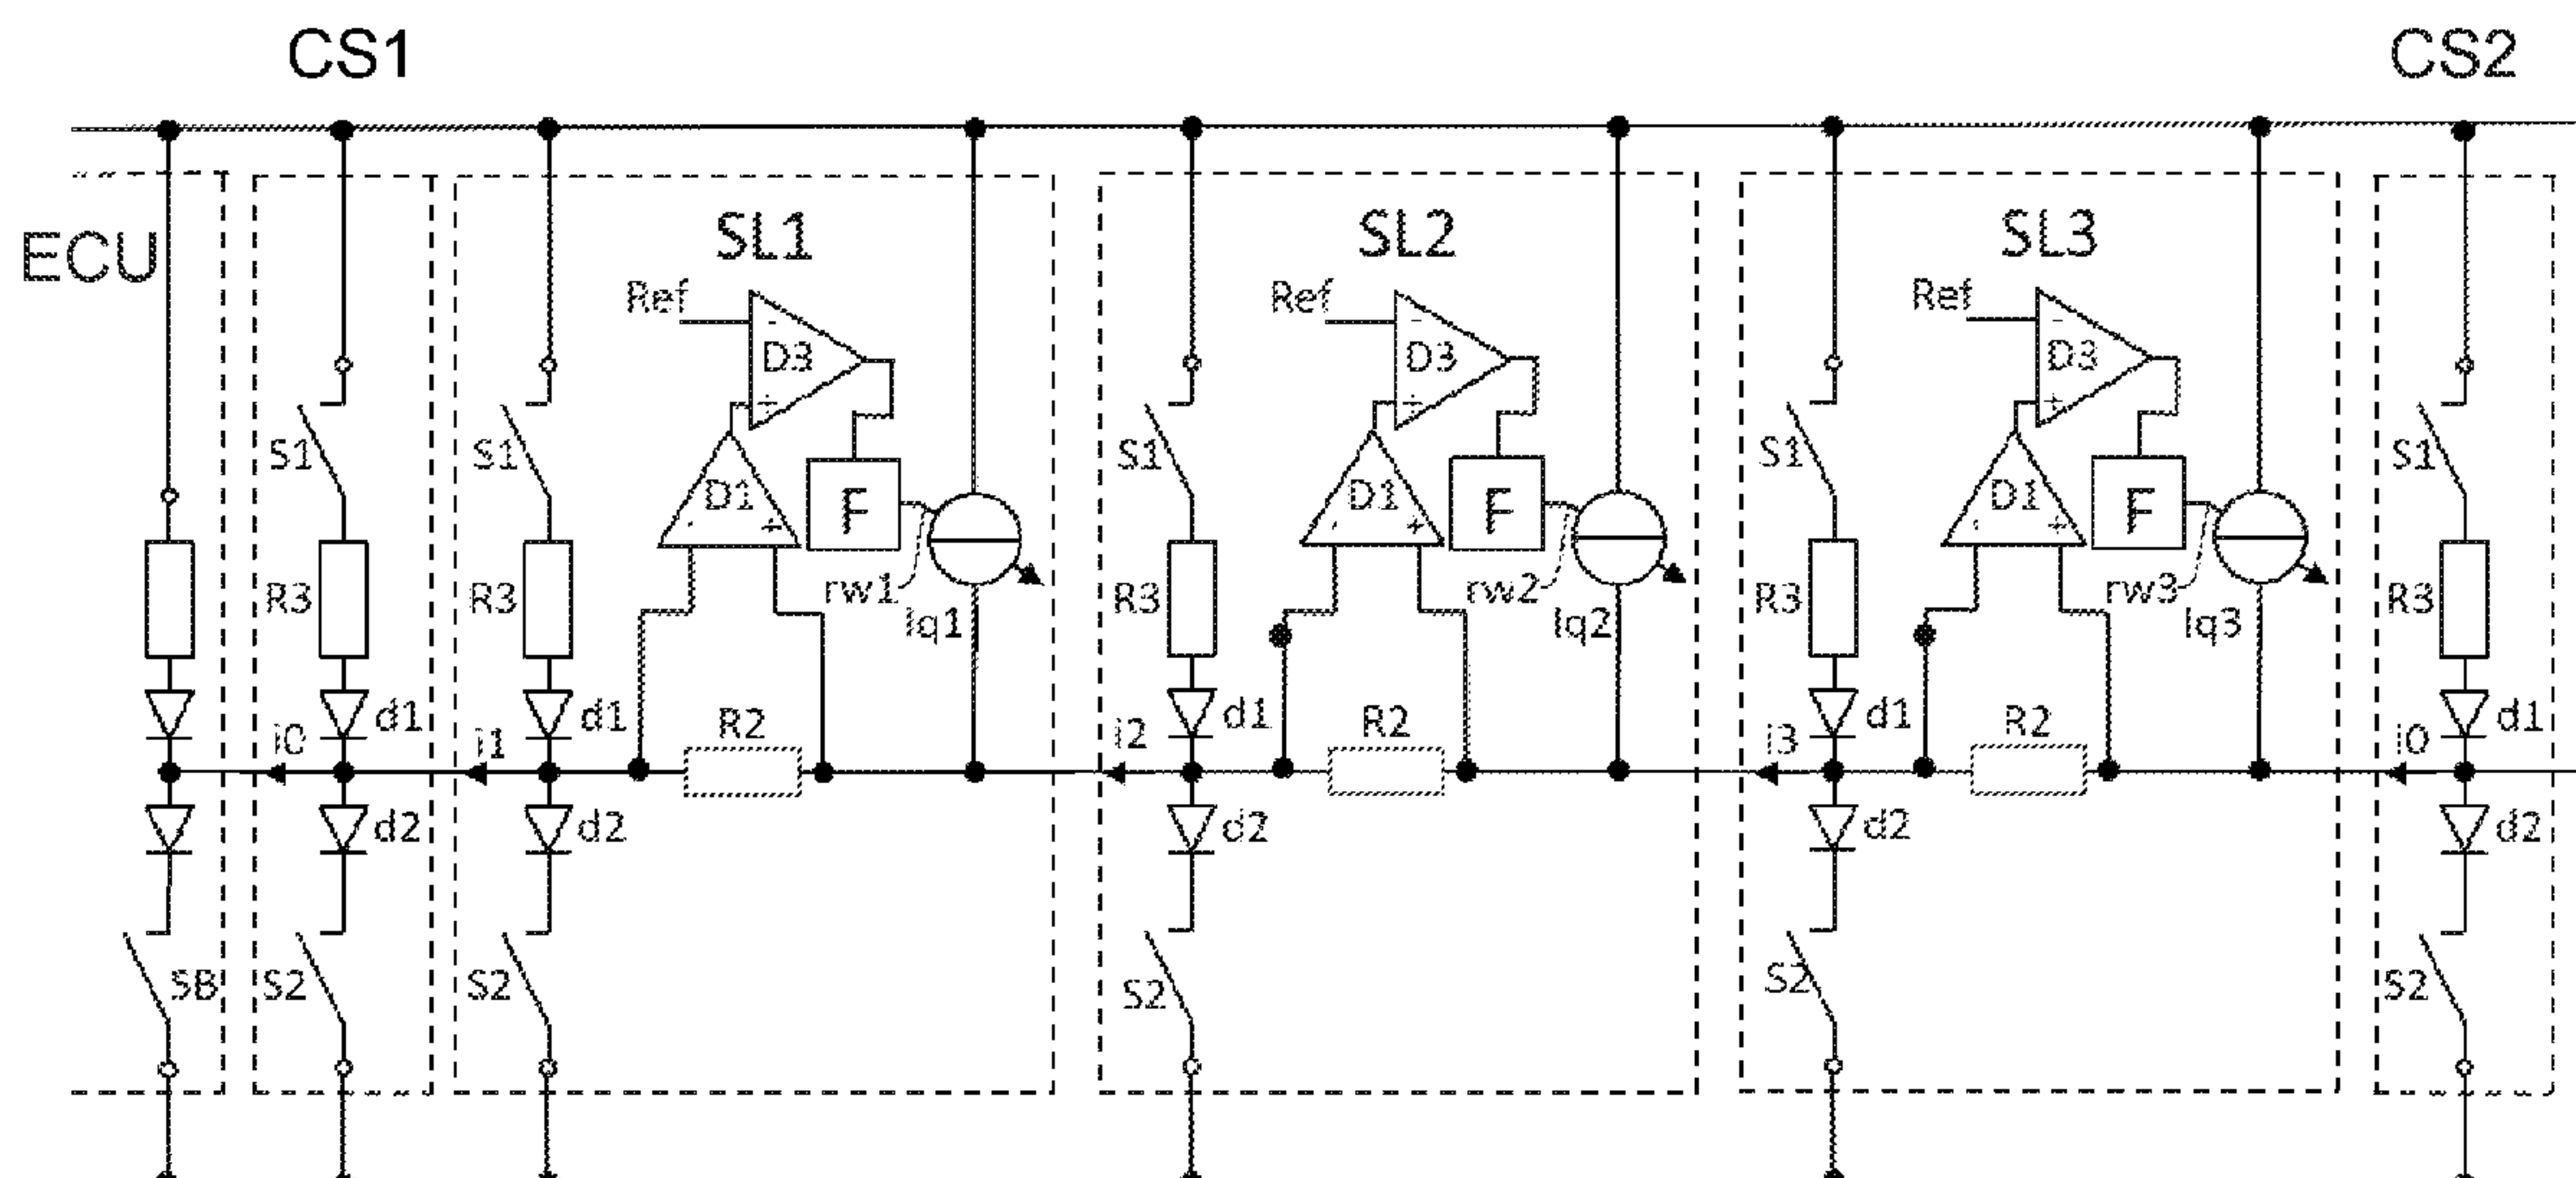 CS1 CS2
ECU SL1 SL2 SL3
Ref Ref Ref
- - -
D3 D3 D3
+ + +
S1 S1 S1 S1 S1
D1 F D1 F D1 F
- + - + - +
R3 R3 rw1 R3 rw2 R3 rw3 R3
Iq1 Iq2 Iq3
i0 d1 i1 d1 R2 i2 d1 R2 i3 d1 R2 i0 d1
d2 d2 d2 d2 d2
SB S2 S2 S2 S2 S2